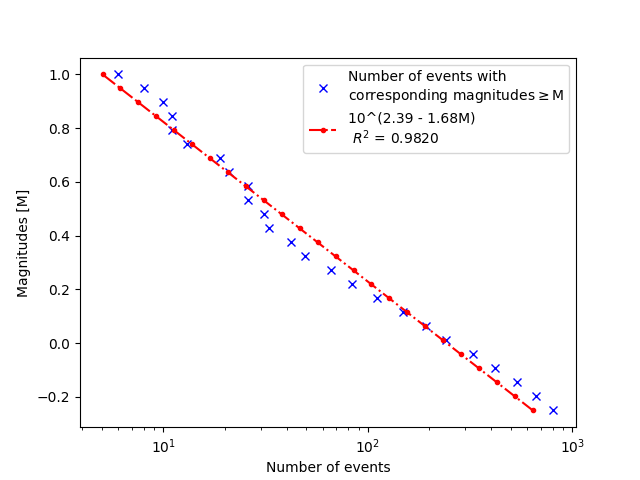 Number of events with
corresponding magnitudes ≥ M
10^(2.39 - 1.68M)
R² = 0.9820
1.0
0.8
0.6
0.4
0.2
0.0
−0.2
Magnitudes [M]
10¹ 10² 10³
Number of events